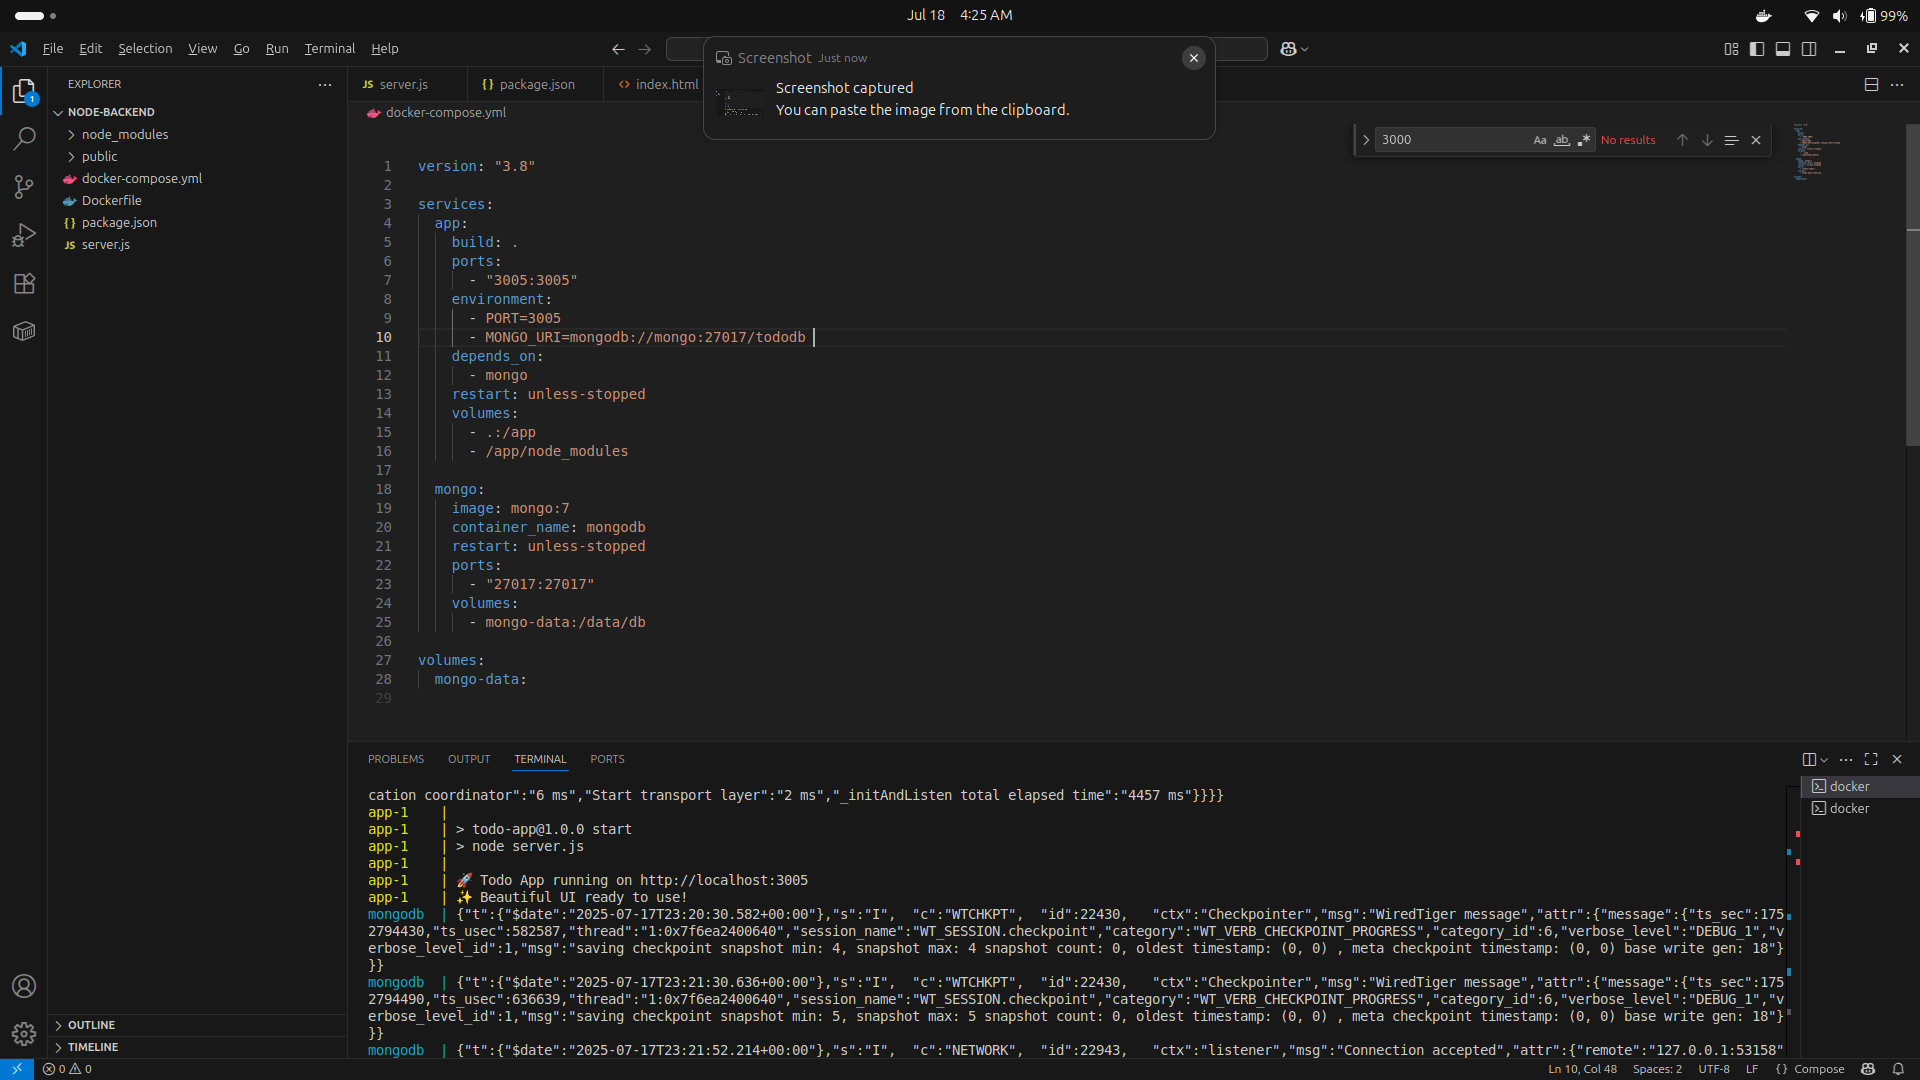 Jul 18 4:25 AM
99%
File Edit Selection View Go Run Terminal Help
Screenshot Just now
Screenshot captured
You can paste the image from the clipboard.
EXPLORER
NODE-BACKEND
node_modules
public
docker-compose.yml
Dockerfile
{} package.json
JS server.js
JS server.js
{} package.json
<> index.html
docker-compose.yml
3000
Aa ab .* No results
1 version: "3.8"
2
3 services:
4 app:
5 build: .
6 ports:
7 - "3005:3005"
8 environment:
9 - PORT=3005
10 - MONGO_URI=mongodb://mongo:27017/tododb
11 depends_on:
12 - mongo
13 restart: unless-stopped
14 volumes:
15 - .:/app
16 - /app/node_modules
17
18 mongo:
19 image: mongo:7
20 container_name: mongodb
21 restart: unless-stopped
22 ports:
23 - "27017:27017"
24 volumes:
25 - mongo-data:/data/db
26
27 volumes:
28 mongo-data:
29
PROBLEMS OUTPUT TERMINAL PORTS
docker
docker
cation coordinator":"6 ms","Start transport layer":"2 ms","_initAndListen total elapsed time":"4457 ms"}}}}
app-1 |
app-1 | > todo-app@1.0.0 start
app-1 | > node server.js
app-1 |
app-1 | 🚀 Todo App running on http://localhost:3005
app-1 | ✨ Beautiful UI ready to use!
mongodb | {"t":{"$date":"2025-07-17T23:20:30.582+00:00"},"s":"I", "c":"WTCHKPT", "id":22430, "ctx":"Checkpointer","msg":"WiredTiger message","attr":{"message":{"ts_sec":175
2794430,"ts_usec":582587,"thread":"1:0x7f6ea2400640","session_name":"WT_SESSION.checkpoint","category":"WT_VERB_CHECKPOINT_PROGRESS","category_id":6,"verbose_level":"DEBUG_1","v
erbose_level_id":1,"msg":"saving checkpoint snapshot min: 4, snapshot max: 4 snapshot count: 0, oldest timestamp: (0, 0) , meta checkpoint timestamp: (0, 0) base write gen: 18"}
}}
mongodb | {"t":{"$date":"2025-07-17T23:21:30.636+00:00"},"s":"I", "c":"WTCHKPT", "id":22430, "ctx":"Checkpointer","msg":"WiredTiger message","attr":{"message":{"ts_sec":175
2794490,"ts_usec":636639,"thread":"1:0x7f6ea2400640","session_name":"WT_SESSION.checkpoint","category":"WT_VERB_CHECKPOINT_PROGRESS","category_id":6,"verbose_level":"DEBUG_1","v
erbose_level_id":1,"msg":"saving checkpoint snapshot min: 5, snapshot max: 5 snapshot count: 0, oldest timestamp: (0, 0) , meta checkpoint timestamp: (0, 0) base write gen: 18"}
}}
mongodb | {"t":{"$date":"2025-07-17T23:21:52.214+00:00"},"s":"I", "c":"NETWORK", "id":22943, "ctx":"listener","msg":"Connection accepted","attr":{"remote":"127.0.0.1:53158"
OUTLINE
TIMELINE
0 0
Ln 10, Col 48 Spaces: 2 UTF-8 LF {} Compose
1